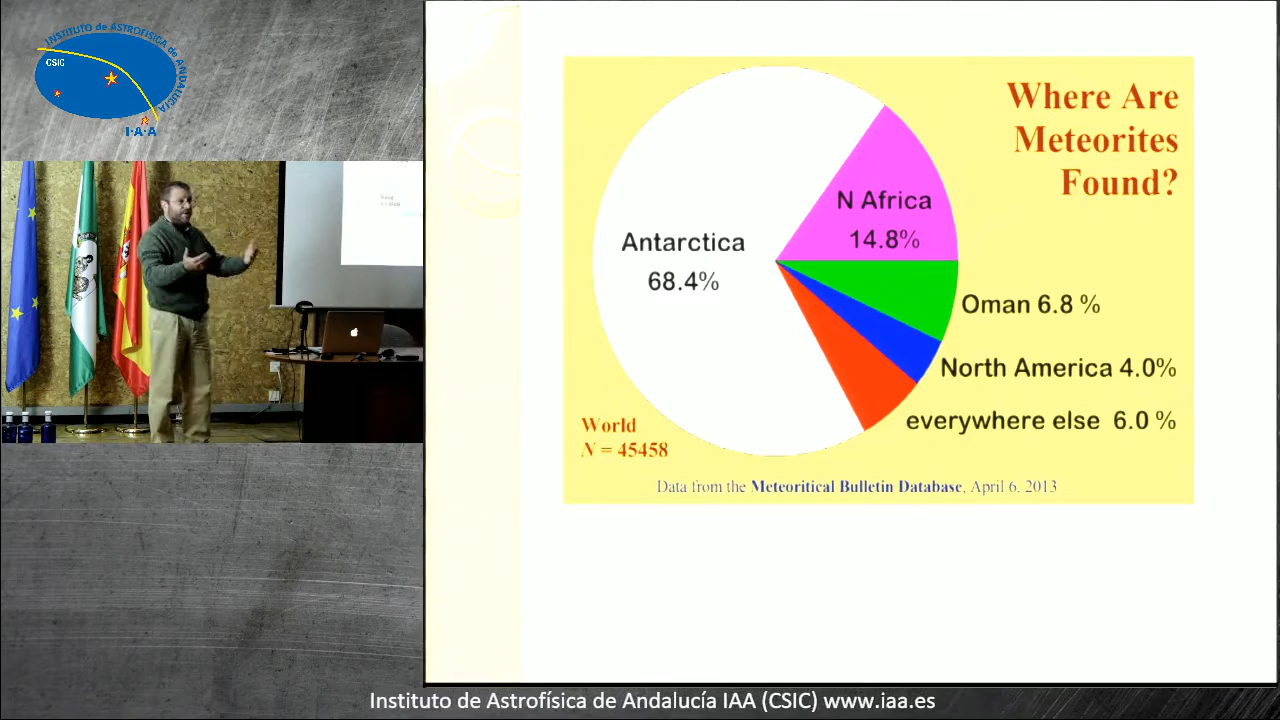 INSTITUTO de ASTROFÍSICA de ANDALUCÍA
CSIC
I·A·A
Where Are
Meteorites
Found?
N Africa
14.8%
Antarctica
68.4%
Oman 6.8 %
North America 4.0%
everywhere else 6.0 %
World
N = 45458
Data from the Meteoritical Bulletin Database, April 6, 2013
Instituto de Astrofísica de Andalucía IAA (CSIC) www.iaa.es